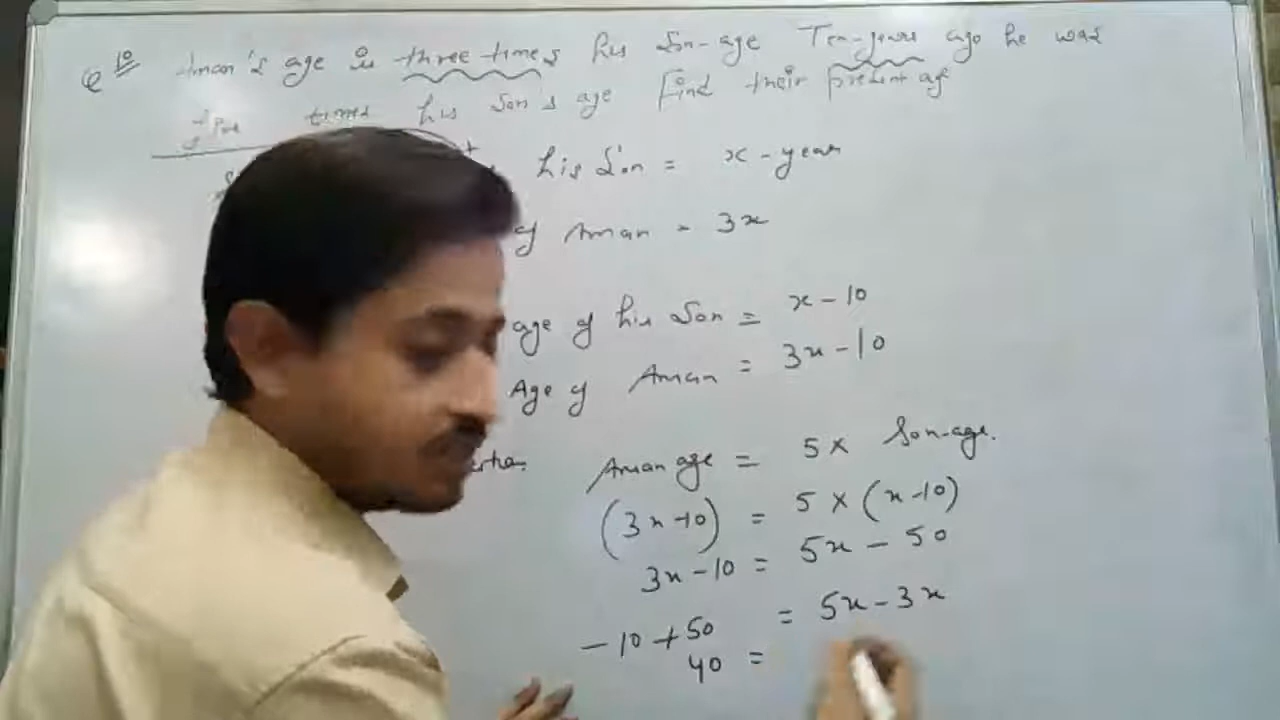 Q 10 Aman's age is three times his Son-age Ten-years ago he was
five times his Son's age Find their present age
his Son = x - year
of Aman = 3x
age of his Son = x - 10
Age of Aman = 3x - 10
Aman age = 5 x Son-age.
(3x-10) = 5 x (x-10)
3x - 10 = 5x - 50
-10 + 50 = 5x - 3x
40 =